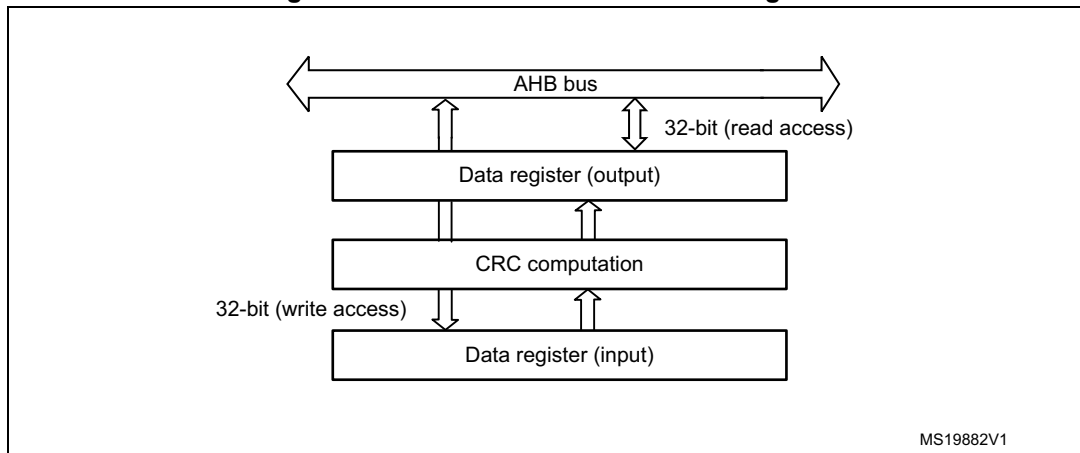 AHB bus
32-bit (read access)
Data register (output)
CRC computation
32-bit (write access)
Data register (input)
MS19882V1